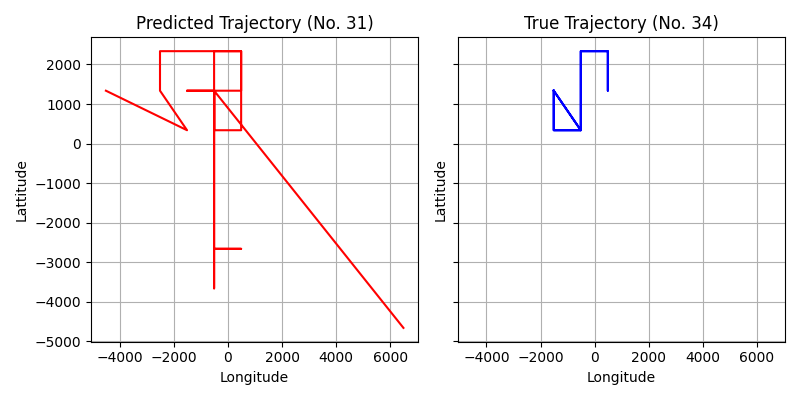 Predicted Trajectory (No. 31)
True Trajectory (No. 34)
Lattitude
2000
1000
0
−1000
−2000
−3000
−4000
−5000
−4000 −2000 0 2000 4000 6000
Longitude
Lattitude
−4000 −2000 0 2000 4000 6000
Longitude